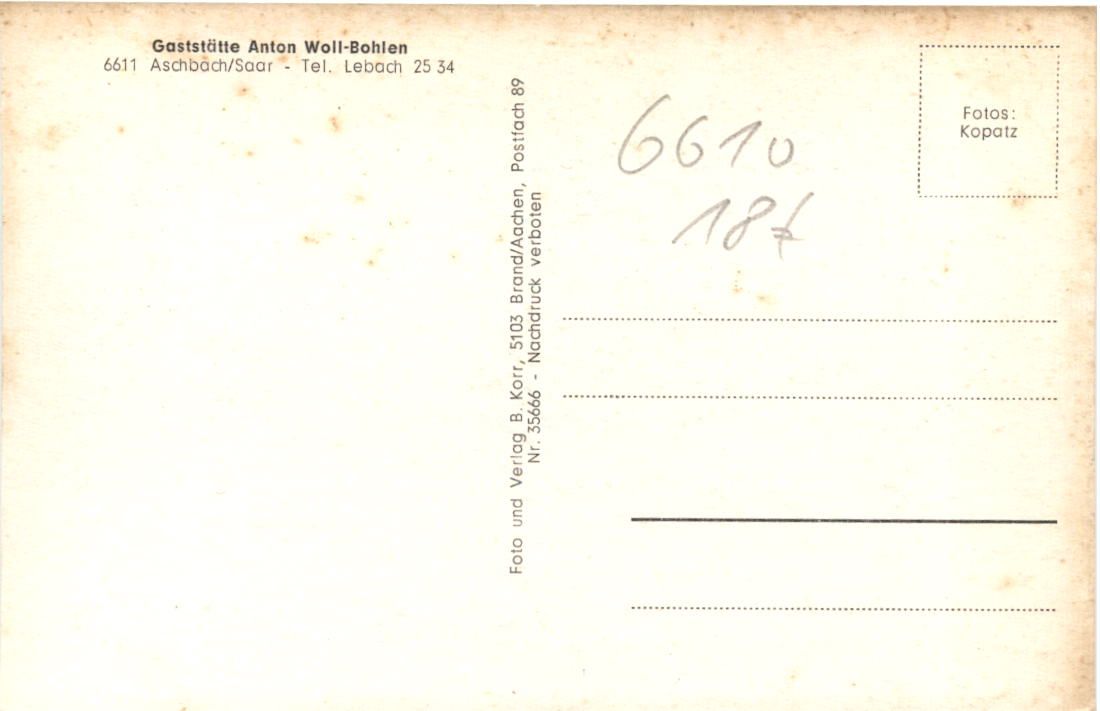 Gaststätte Anton Woll-Bohlen
6611 Aschbach/Saar - Tel. Lebach 25 34
Foto und Verlag B. Korr, 5103 Brand/Aachen, Postfach 89
Nr. 35666 - Nachdruck verboten
6610
18
Fotos:
Kopatz